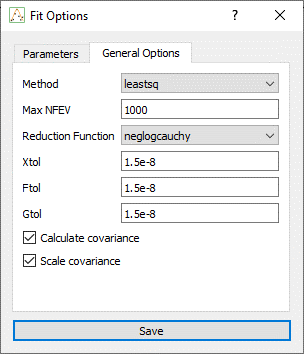 Fit Options
Parameters
General Options
Method leastsq
Max NFEV 1000
Reduction Function neglogcauchy
Xtol 1.5e-8
Ftol 1.5e-8
Gtol 1.5e-8
Calculate covariance
Scale covariance
Save